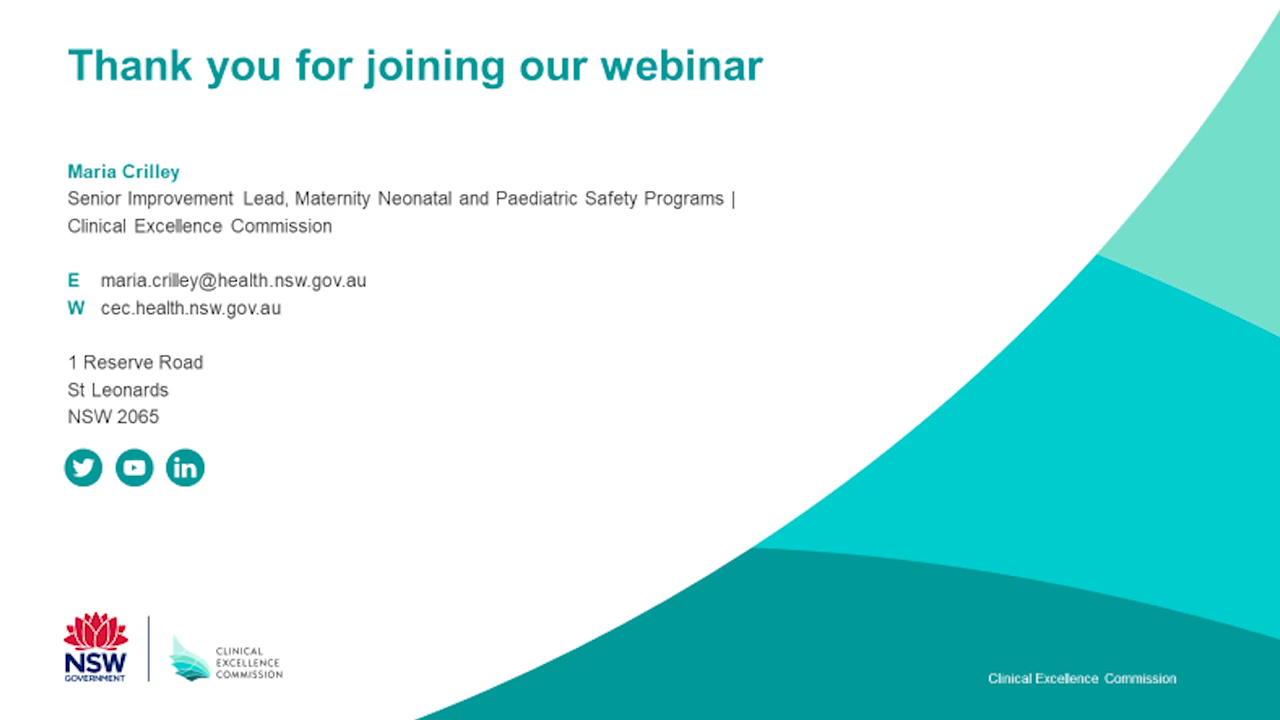 Thank you for joining our webinar
Maria Crilley
Senior Improvement Lead, Maternity Neonatal and Paediatric Safety Programs |
Clinical Excellence Commission
E maria.crilley@health.nsw.gov.au
W cec.health.nsw.gov.au
1 Reserve Road
St Leonards
NSW 2065
in
NSW
GOVERNMENT
CLINICAL
EXCELLENCE
COMMISSION
Clinical Excellence Commission